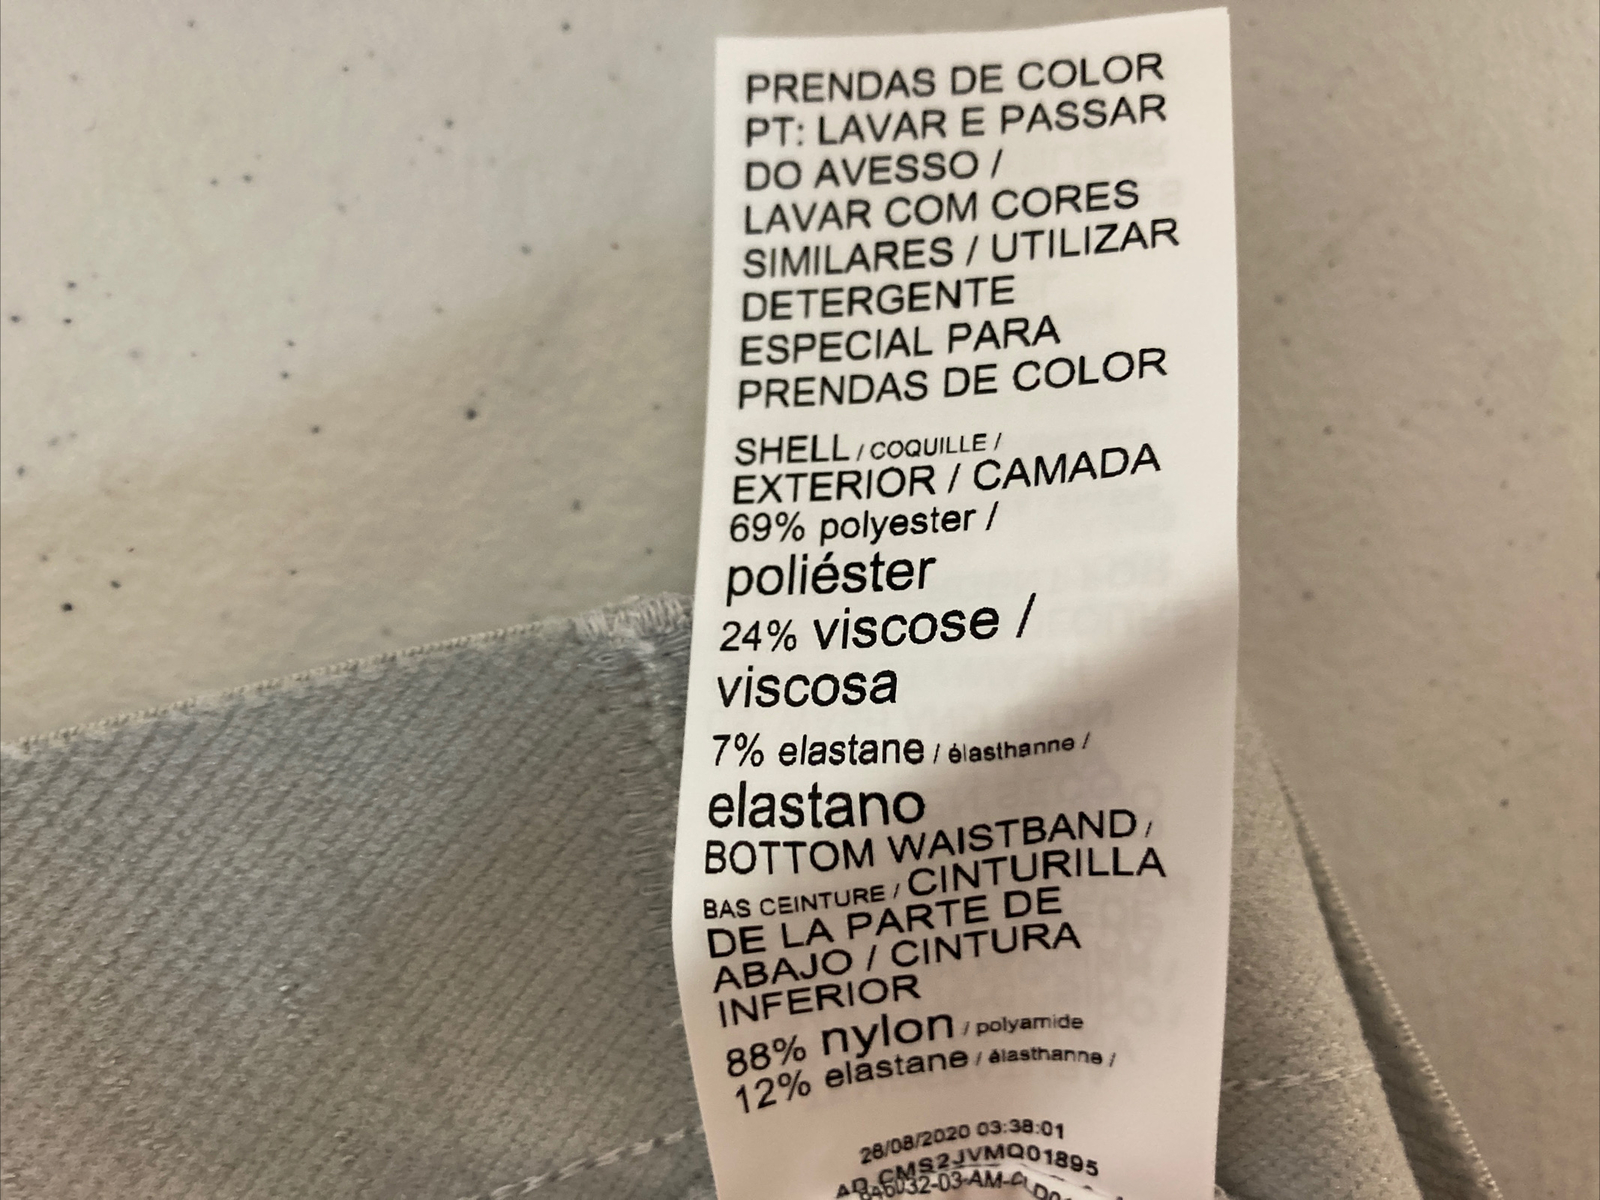 PRENDAS DE COLOR
PT: LAVAR E PASSAR
DO AVESSO /
LAVAR COM CORES
SIMILARES / UTILIZAR
DETERGENTE
ESPECIAL PARA
PRENDAS DE COLOR
SHELL / COQUILLE /
EXTERIOR / CAMADA
69% polyester /
poliéster
24% viscose /
viscosa
7% elastane / élasthanne /
elastano
BOTTOM WAISTBAND /
BAS CEINTURE / CINTURILLA
DE LA PARTE DE
ABAJO / CINTURA
INFERIOR
88% nylon / polyamide
12% elastane / élasthanne /
28/08/2020 03:38:01
AD_CMS2JVMQ01895